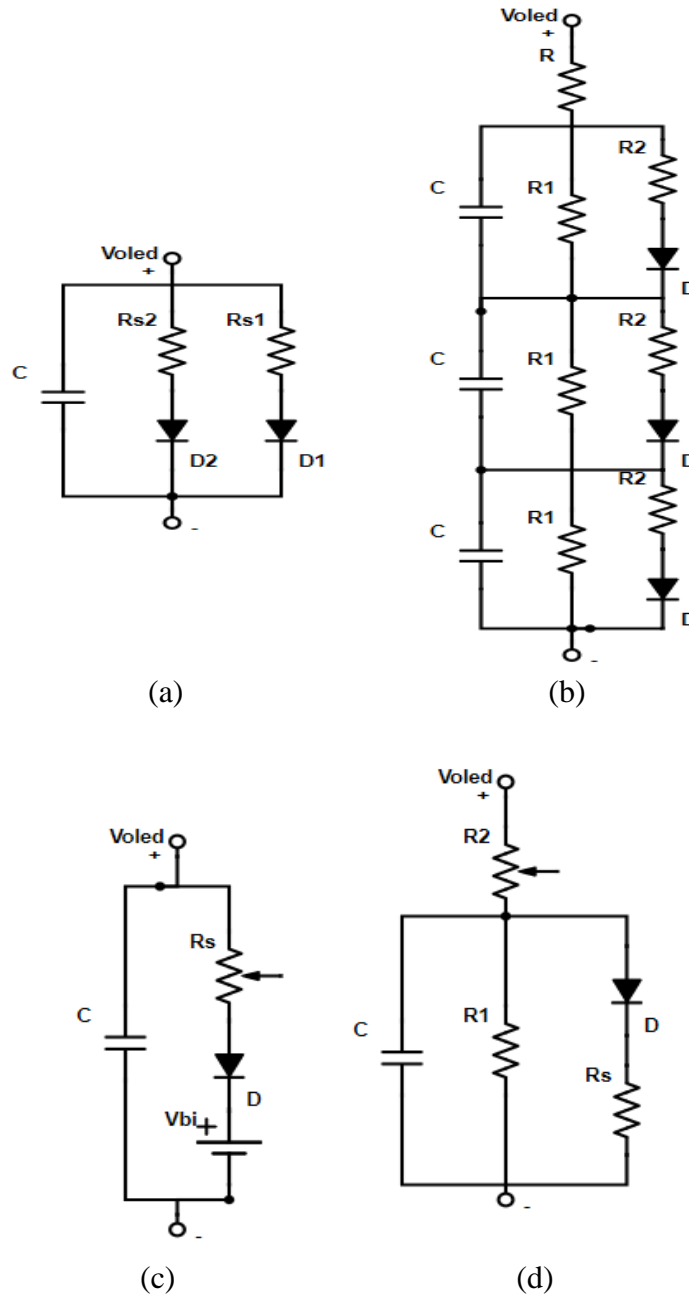 Voled
+
Rs2
Rs1
C
D2
D1
-
(a)
Voled
+
R
R2
C
R1
D
R2
C
R1
D
R2
C
R1
D
-
(b)
Voled
+
Rs
C
D
Vbi
+
-
(c)
Voled
+
R2
C
R1
D
Rs
-
(d)